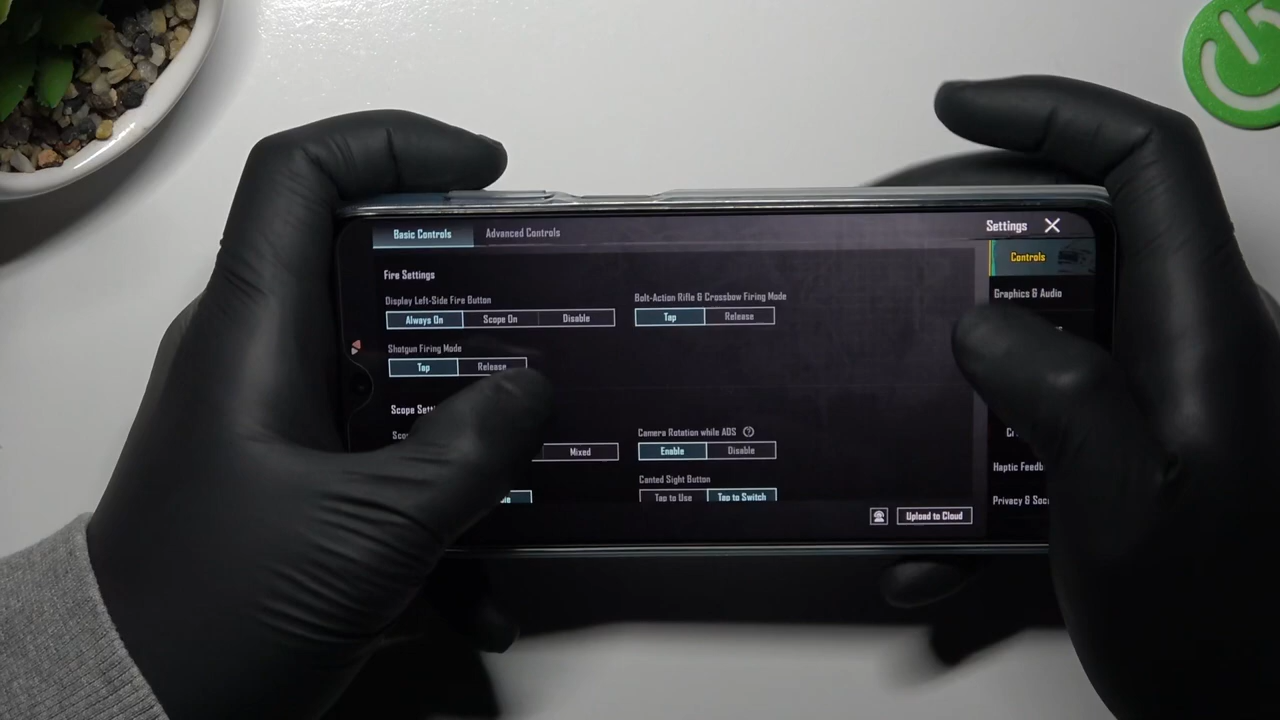 Basic Controls Advanced Controls Settings
Controls
Fire Settings
Graphics & Audio
Display Left-Side Fire Button Bolt-Action Rifle & Crossbow Firing Mode
Always On Scope On Disable Tap Release
Shotgun Firing Mode
Tap Release
Scope
Camera Rotation while ADS ?
Mixed Enable Disable
Haptic
Canted Sight Button
Tap to Use Tap to Switch
Privacy &
Upload to Cloud